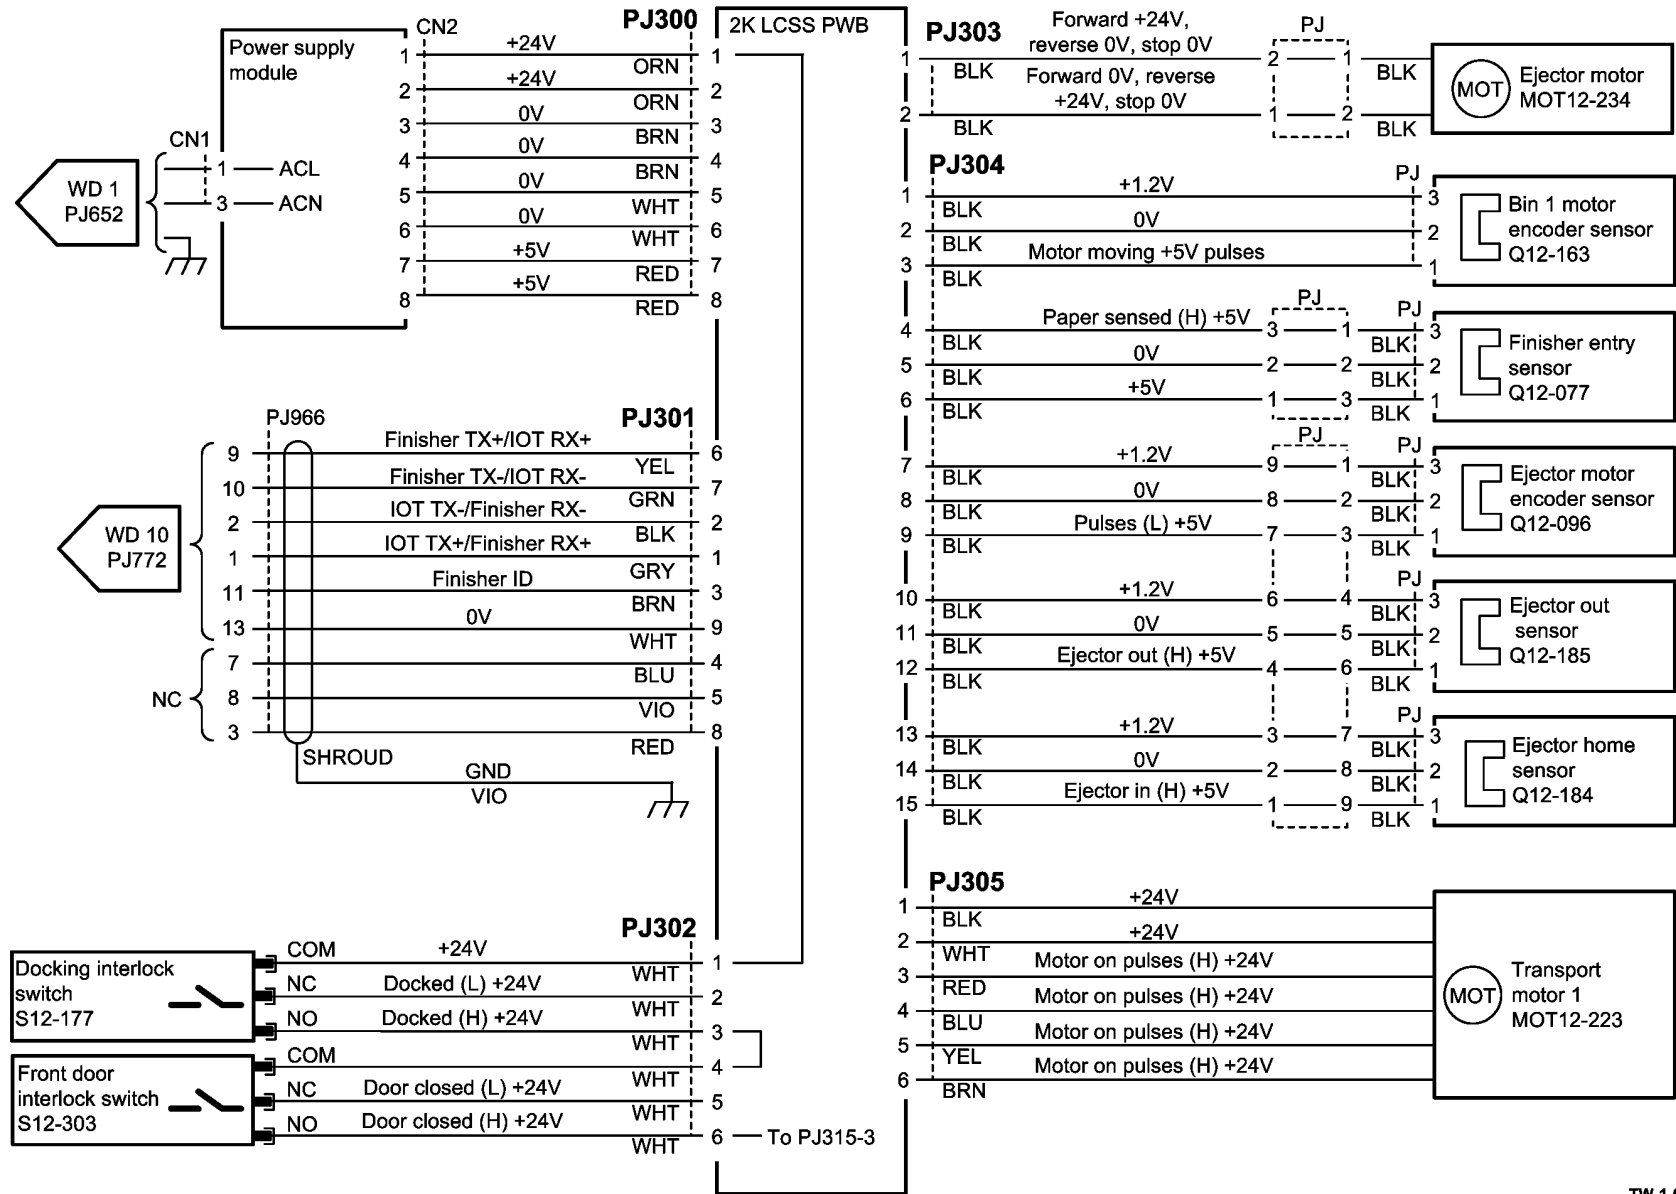 PJ300
2K LCSS PWB
CN2
Power supply
module
1 +24V ORN 1
2 +24V ORN 2
3 0V BRN 3
4 0V BRN 4
5 0V WHT 5
6 0V WHT 6
7 +5V RED 7
8 +5V RED 8
CN1
1 ACL
3 ACN
WD 1
PJ652
PJ966
PJ301
9 Finisher TX+/IOT RX+ YEL 6
10 Finisher TX-/IOT RX- GRN 7
2 IOT TX-/Finisher RX- BLK 2
1 IOT TX+/Finisher RX+ GRY 1
11 Finisher ID BRN 3
13 0V WHT 9
7 BLU 4
8 VIO 5
3 RED 8
WD 10
PJ772
NC
SHROUD
GND
VIO
PJ302
COM +24V WHT 1
NC Docked (L) +24V WHT 2
NO Docked (H) +24V WHT 3
COM WHT 4
NC Door closed (L) +24V WHT 5
NO Door closed (H) +24V WHT 6 To PJ315-3
Docking interlock
switch
S12-177
Front door
interlock switch
S12-303
PJ303
PJ
Forward +24V,
reverse 0V, stop 0V
1 BLK 2 1 BLK
Forward 0V, reverse
+24V, stop 0V
2 BLK 1 2 BLK
MOT
Ejector motor
MOT12-234
PJ304
PJ
1 BLK +1.2V 3
2 BLK 0V 2
3 BLK Motor moving +5V pulses 1
Bin 1 motor
encoder sensor
Q12-163
PJ PJ
4 BLK Paper sensed (H) +5V 3 1 BLK 3
5 BLK 0V 2 2 BLK 2
6 BLK +5V 1 3 BLK 1
Finisher entry
sensor
Q12-077
PJ PJ
7 BLK +1.2V 9 1 BLK 3
8 BLK 0V 8 2 BLK 2
9 BLK Pulses (L) +5V 7 3 BLK 1
Ejector motor
encoder sensor
Q12-096
PJ
10 BLK +1.2V 6 4 BLK 3
11 BLK 0V 5 5 BLK 2
12 BLK Ejector out (H) +5V 4 6 BLK 1
Ejector out
sensor
Q12-185
PJ
13 BLK +1.2V 3 7 BLK 3
14 BLK 0V 2 8 BLK 2
15 BLK Ejector in (H) +5V 1 9 BLK 1
Ejector home
sensor
Q12-184
PJ305
1 BLK +24V
2 WHT +24V
3 RED Motor on pulses (H) +24V
4 BLU Motor on pulses (H) +24V
5 YEL Motor on pulses (H) +24V
6 BRN Motor on pulses (H) +24V
MOT
Transport
motor 1
MOT12-223